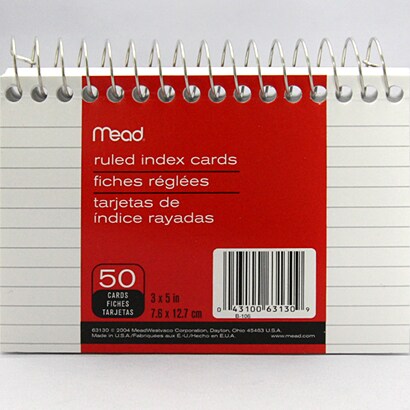 mead
ruled index cards
fiches réglées
tarjetas de
índice rayadas
50
CARDS
FICHES
TARJETAS
3 x 5 in
7.6 x 12.7 cm
0 43100 63130 9
B-106
63130 © 2004 MeadWestvaco Corporation, Dayton, Ohio 45463 U.S.A.
Made in U.S.A./Fabriqué aux É.-U./Hecho en E.U.A.
www.mead.com